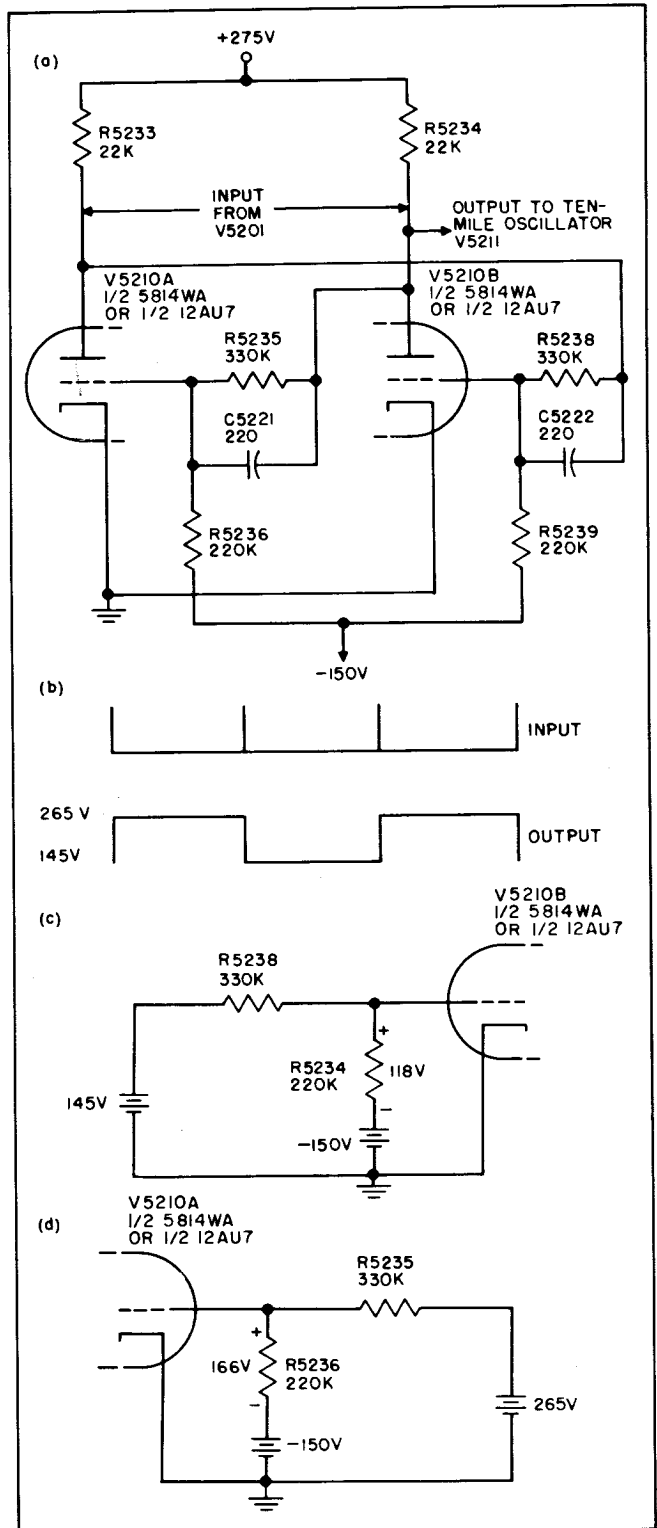 (a)
+275V
R5233
22K
R5234
22K
INPUT
FROM
V5201
OUTPUT TO TEN-
MILE OSCILLATOR
V5211
V5210A
1/2 5814WA
OR 1/2 12AU7
V5210B
1/2 5814WA
OR 1/2 12AU7
R5235
330K
R5238
330K
C5221
220
C5222
220
R5236
220K
R5239
220K
-150V
(b)
INPUT
265 V
145V
OUTPUT
(c)
V5210B
1/2 5814WA
OR 1/2 12AU7
R5238
330K
+
R5234
220K
118V
145V
-
-150V
V5210A
1/2 5814WA
OR 1/2 12AU7
(d)
R5235
330K
+
166V
R5236
220K
-
265V
-150V